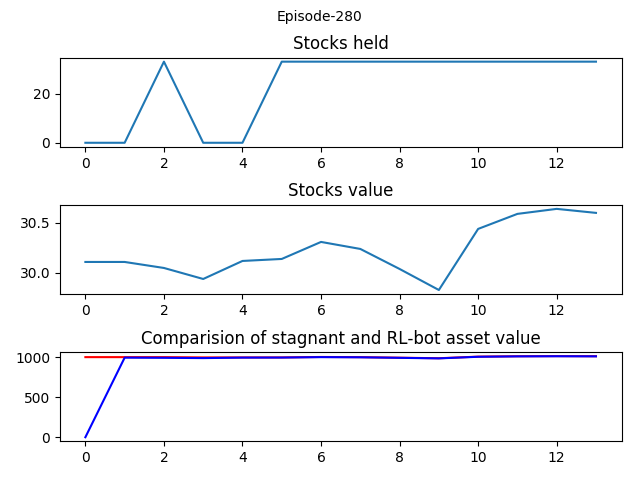 Episode-280
Stocks held
20
0
0 2 4 6 8 10 12
Stocks value
30.5
30.0
0 2 4 6 8 10 12
Comparision of stagnant and RL-bot asset value
1000
500
0
0 2 4 6 8 10 12